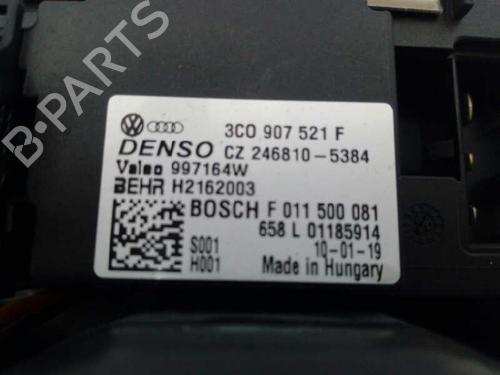 B-PARTS
3C0 907 521 F
DENSO CZ 246810-5384
Valeo 997164W
BEHR H2162003
BOSCH F 011 500 081
658 L 01185914
S001 10-01-19
H001 Made in Hungary